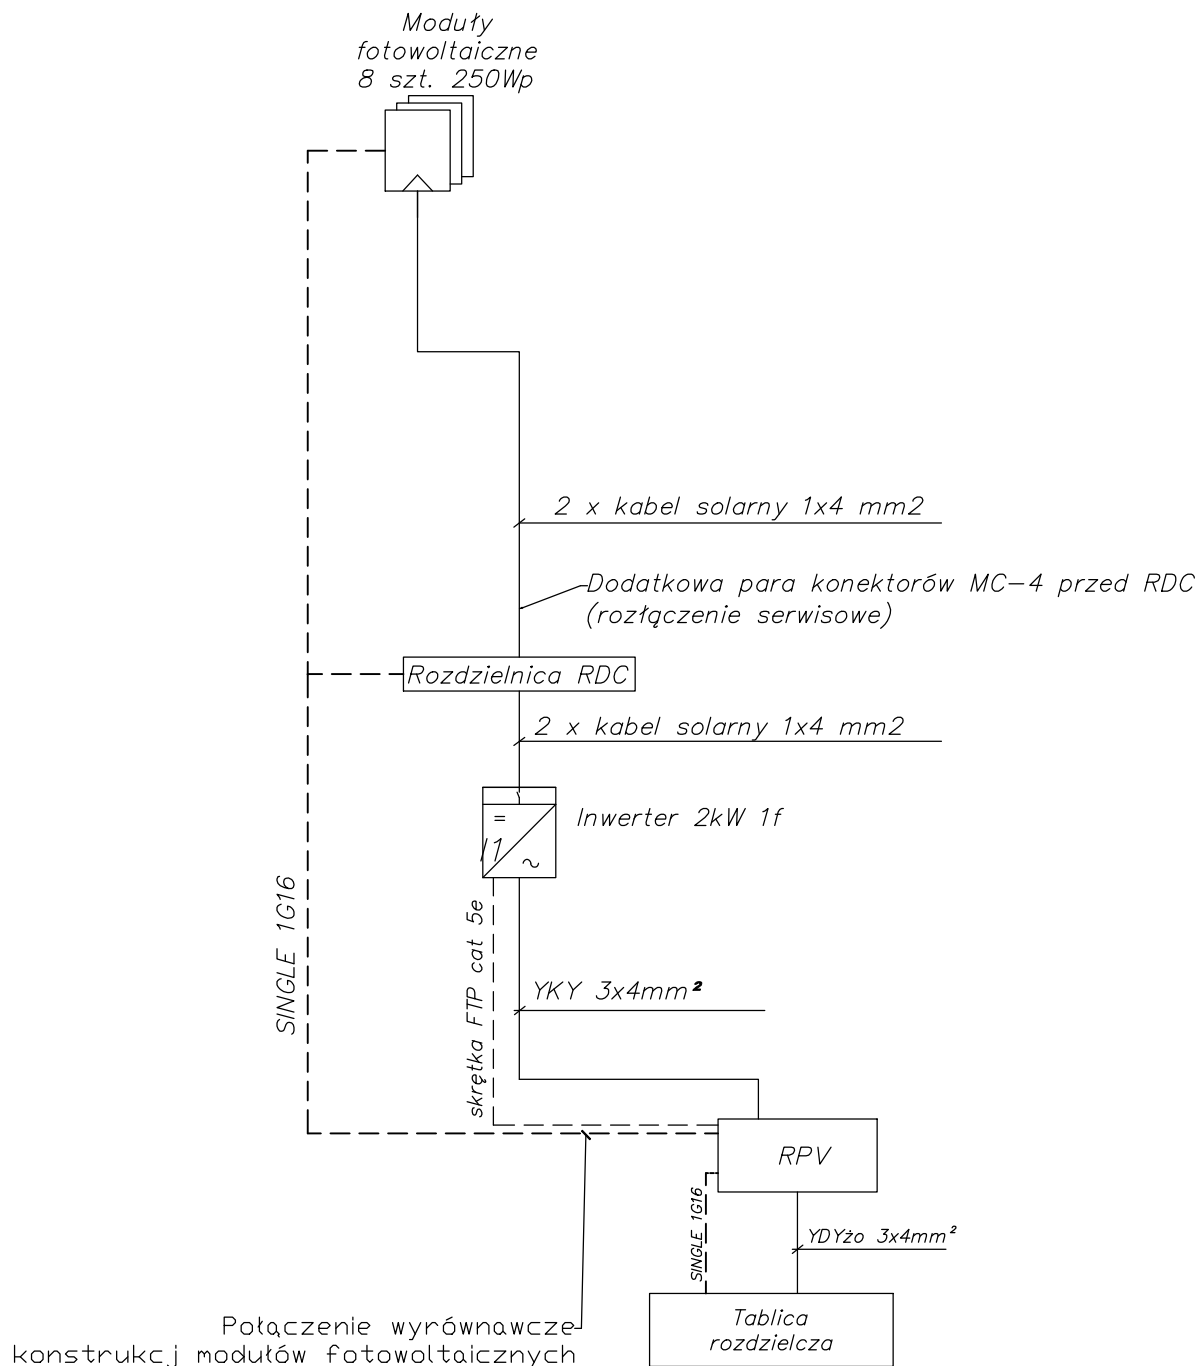 Moduły
fotowoltaiczne
8 szt. 250Wp
2 x kabel solarny 1x4 mm2
Dodatkowa para konektorów MC-4 przed RDC
(rozłączenie serwisowe)
Rozdzielnica RDC
2 x kabel solarny 1x4 mm2
=
/1
~
Inwerter 2kW 1f
SINGLE 1G16
skrętka FTP cat 5e
YKY 3x4mm²
RPV
SINGLE 1G16
YDYżo 3x4mm²
Tablica
rozdzielcza
Połączenie wyrównawcze
konstrukcj modułów fotowoltaicznych